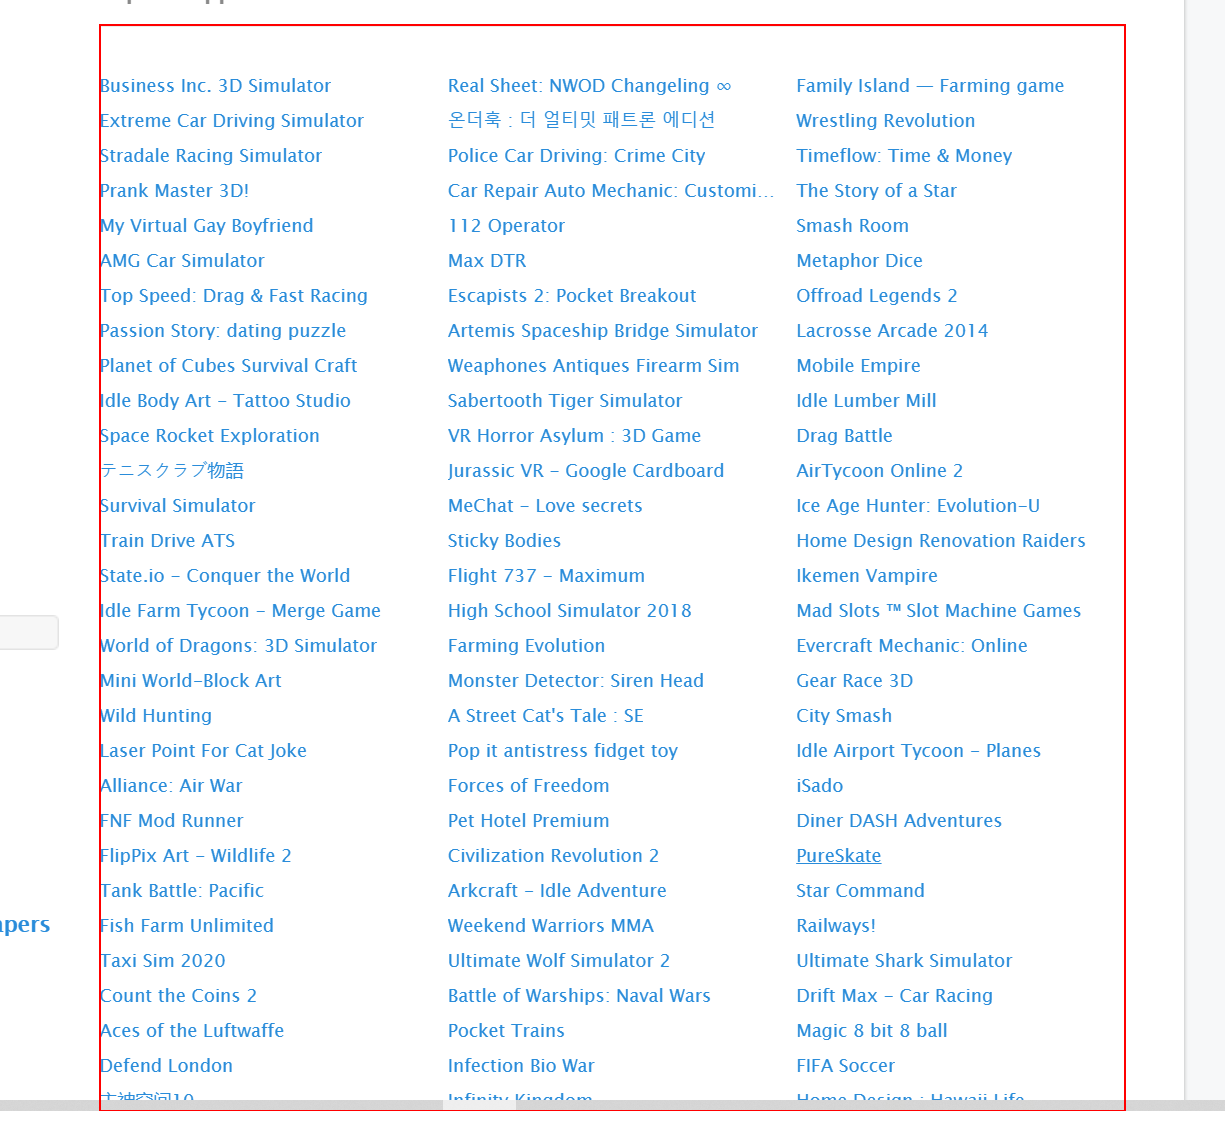 Business Inc. 3D Simulator
Extreme Car Driving Simulator
Stradale Racing Simulator
Prank Master 3D!
My Virtual Gay Boyfriend
AMG Car Simulator
Top Speed: Drag & Fast Racing
Passion Story: dating puzzle
Planet of Cubes Survival Craft
Idle Body Art - Tattoo Studio
Space Rocket Exploration
テニスクラブ物語
Survival Simulator
Train Drive ATS
State.io - Conquer the World
Idle Farm Tycoon - Merge Game
World of Dragons: 3D Simulator
Mini World-Block Art
Wild Hunting
Laser Point For Cat Joke
Alliance: Air War
FNF Mod Runner
FlipPix Art - Wildlife 2
Tank Battle: Pacific
Fish Farm Unlimited
Taxi Sim 2020
Count the Coins 2
Aces of the Luftwaffe
Defend London
主神空间10
Real Sheet: NWOD Changeling ∞
온더훅 : 더 얼티밋 패트론 에디션
Police Car Driving: Crime City
Car Repair Auto Mechanic: Customi...
112 Operator
Max DTR
Escapists 2: Pocket Breakout
Artemis Spaceship Bridge Simulator
Weaphones Antiques Firearm Sim
Sabertooth Tiger Simulator
VR Horror Asylum : 3D Game
Jurassic VR - Google Cardboard
MeChat - Love secrets
Sticky Bodies
Flight 737 - Maximum
High School Simulator 2018
Farming Evolution
Monster Detector: Siren Head
A Street Cat's Tale : SE
Pop it antistress fidget toy
Forces of Freedom
Pet Hotel Premium
Civilization Revolution 2
Arkcraft - Idle Adventure
Weekend Warriors MMA
Ultimate Wolf Simulator 2
Battle of Warships: Naval Wars
Pocket Trains
Infection Bio War
Infinity Kingdom
Family Island — Farming game
Wrestling Revolution
Timeflow: Time & Money
The Story of a Star
Smash Room
Metaphor Dice
Offroad Legends 2
Lacrosse Arcade 2014
Mobile Empire
Idle Lumber Mill
Drag Battle
AirTycoon Online 2
Ice Age Hunter: Evolution-U
Home Design Renovation Raiders
Ikemen Vampire
Mad Slots ™ Slot Machine Games
Evercraft Mechanic: Online
Gear Race 3D
City Smash
Idle Airport Tycoon - Planes
iSado
Diner DASH Adventures
PureSkate
Star Command
Railways!
Ultimate Shark Simulator
Drift Max - Car Racing
Magic 8 bit 8 ball
FIFA Soccer
Home Design : Hawaii Life
apers